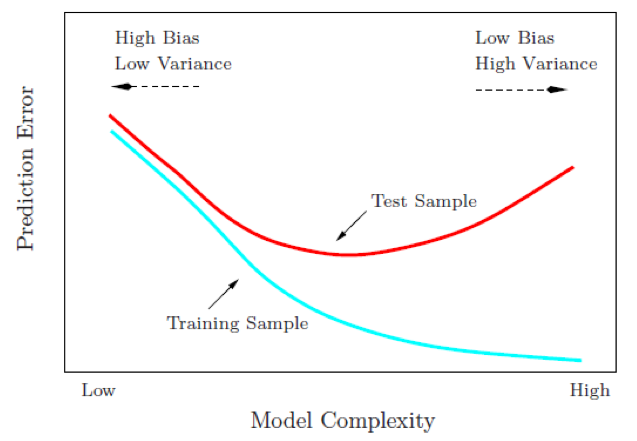 High Bias
Low Variance
Low Bias
High Variance
Prediction Error
Test Sample
Training Sample
Low
High
Model Complexity